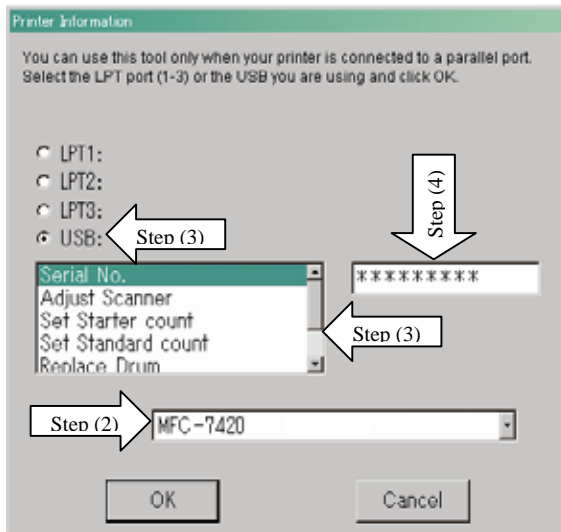 Printer Information
You can use this tool only when your printer is connected to a parallel port.
Select the LPT port (1-3) or the USB you are using and click OK.
LPT1:
LPT2:
LPT3:
USB:
Step (3)
Step (4)
Serial No.
Adjust Scanner
Set Starter count
Set Standard count
Replace Drum
*********
Step (3)
Step (2)
MFC-7420
OK
Cancel